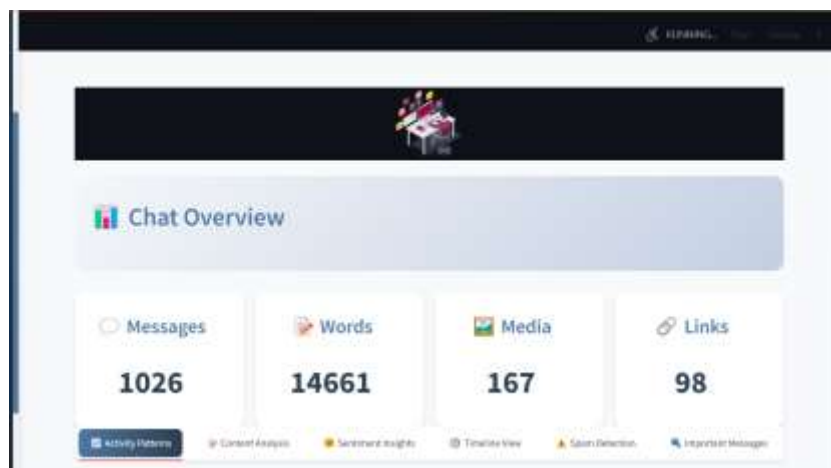 RUNNING...
Chat Overview
Messages
Words
Media
Links
1026
14661
167
98
Activity Patterns
Content Analysis
Sentiment Insights
Timeline View
Spam Detection
Important Messages